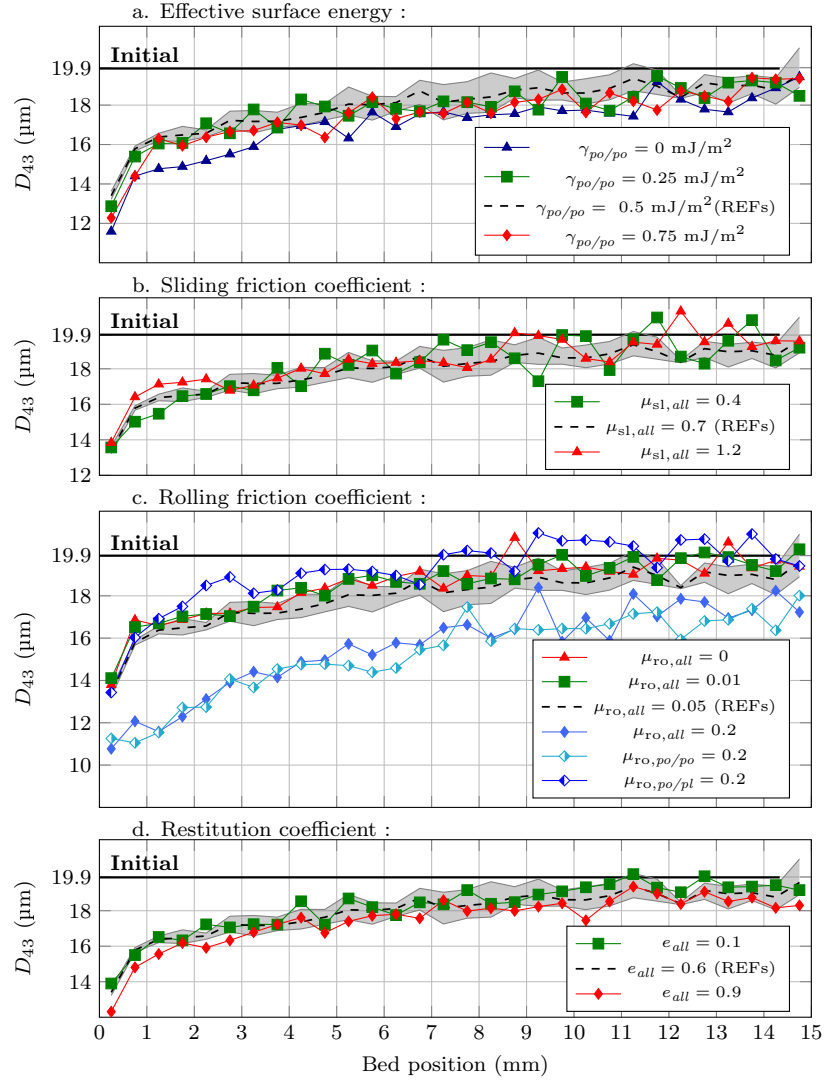 a. Effective surface energy :
Initial
19.9
18
16
14
12
D43 (µm)
γpo/po = 0 mJ/m²
γpo/po = 0.25 mJ/m²
γpo/po = 0.5 mJ/m²(REFs)
γpo/po = 0.75 mJ/m²
b. Sliding friction coefficient :
Initial
19.9
18
16
14
12
D43 (µm)
μsl,all = 0.4
μsl,all = 0.7 (REFs)
μsl,all = 1.2
c. Rolling friction coefficient :
Initial
19.9
18
16
14
12
10
D43 (µm)
μro,all = 0
μro,all = 0.01
μro,all = 0.05 (REFs)
μro,all = 0.2
μro,po/po = 0.2
μro,po/pl = 0.2
d. Restitution coefficient :
Initial
19.9
18
16
14
D43 (µm)
eall = 0.1
eall = 0.6 (REFs)
eall = 0.9
0 1 2 3 4 5 6 7 8 9 10 11 12 13 14 15
Bed position (mm)